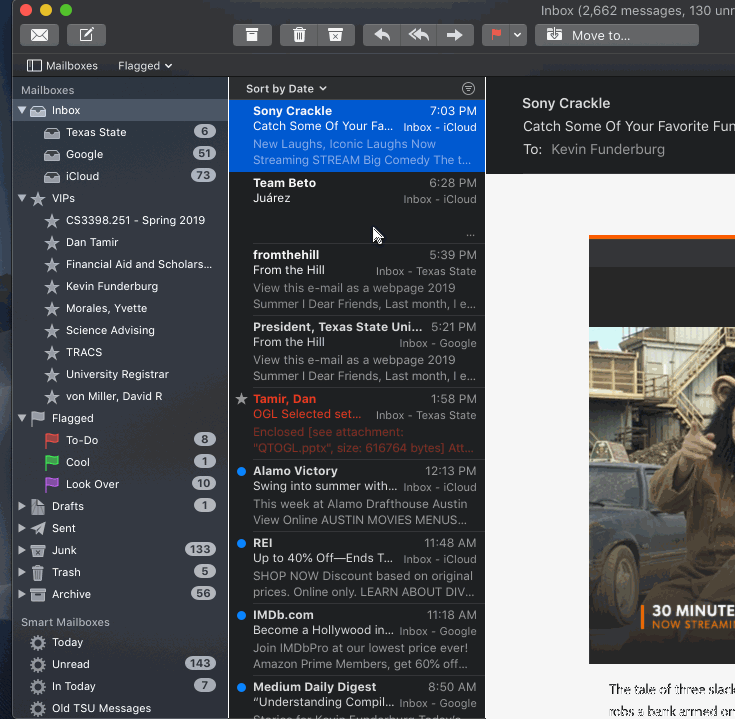 Inbox (2,662 messages, 130 unr
Move to...
Mailboxes
Flagged
Mailboxes
Inbox
Texas State 6
Google 51
iCloud 73
VIPs
CS3398.251 - Spring 2019
Dan Tamir
Financial Aid and Scholars...
Kevin Funderburg
Morales, Yvette
Science Advising
TRACS
University Registrar
von Miller, David R
Flagged
To-Do 8
Cool 1
Look Over 10
Drafts 1
Sent
Junk 133
Trash 5
Archive 56
Smart Mailboxes
Today
Unread 143
In Today 7
Old TSU Messages
Sort by Date
Sony Crackle 7:03 PM
Catch Some Of Your Fa... Inbox - iCloud
New Laughs, Iconic Laughs Now
Streaming STREAM Big Comedy The t...
Team Beto 6:28 PM
Juárez Inbox - iCloud
...
fromthehill 5:39 PM
From the Hill Inbox - Texas State
View this e-mail as a webpage 2019
Summer I Dear Friends, Last month, I e...
President, Texas State Uni... 5:21 PM
From the Hill Inbox - Google
View this e-mail as a webpage 2019
Summer I Dear Friends, Last month, I e...
Tamir, Dan 1:58 PM
OGL Selected set... Inbox - Texas State
Enclosed [see attachment:
"QTOGL.pptx", size: 616764 bytes] Att...
Alamo Victory 12:13 PM
Swing into summer with... Inbox - iCloud
This week at Alamo Drafthouse Austin
View Online AUSTIN MOVIES MENUS...
REI 11:48 AM
Up to 40% Off—Ends T... Inbox - iCloud
SHOP NOW Discount based on original
prices. Online only. LEARN ABOUT DIV...
IMDb.com 11:18 AM
Become a Hollywood in... Inbox - Google
Join IMDbPro at our lowest price ever!
Amazon Prime Members, get 60% off...
Medium Daily Digest 8:50 AM
“Understanding Compil... Inbox - Google
Stories for Kevin Funderburg Today's
Sony Crackle
Catch Some Of Your Favorite Fun
To: Kevin Funderburg
30 MINUTE
NOW STREAMIN
The tale of three slack
robs a bank armed on